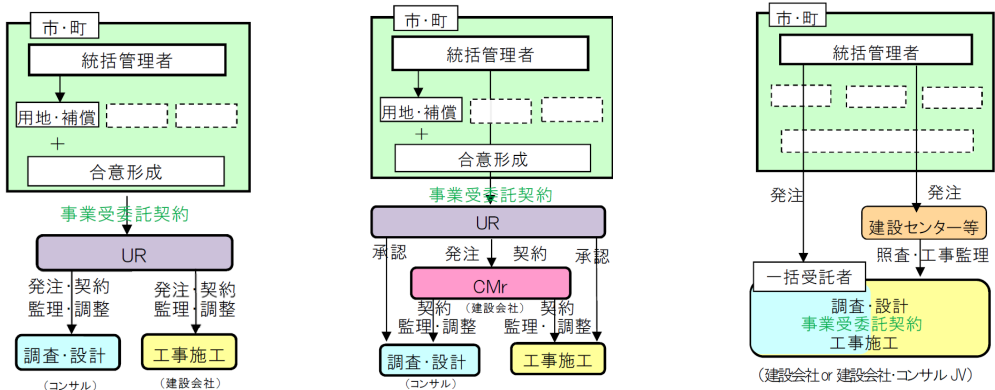 市・町
統括管理者
用地・補償
＋
合意形成
事業受委託契約
UR
発注・契約
監理・調整
発注・契約
監理・調整
調査・設計
（コンサル）
工事施工
（建設会社）
市・町
統括管理者
用地・補償
＋
合意形成
事業受委託契約
UR
承認
発注 契約
承認
CMr
（建設会社）
契約
監理・調整
契約
監理・調整
調査・設計
（コンサル）
工事施工
（建設会社）
市・町
統括管理者
発注
発注
建設センター等
照査・工事監理
一括受託者
調査・設計
事業受委託契約
工事施工
（建設会社or 建設会社・コンサルJV）